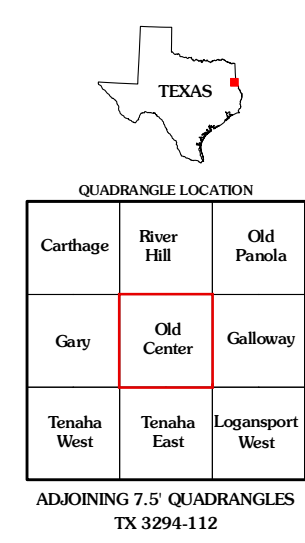 TEXAS
QUADRANGLE LOCATION
Carthage
River
Hill
Old
Panola
Gary
Old
Center
Galloway
Tenaha
West
Tenaha
East
Logansport
West
ADJOINING 7.5' QUADRANGLES
TX 3294-112